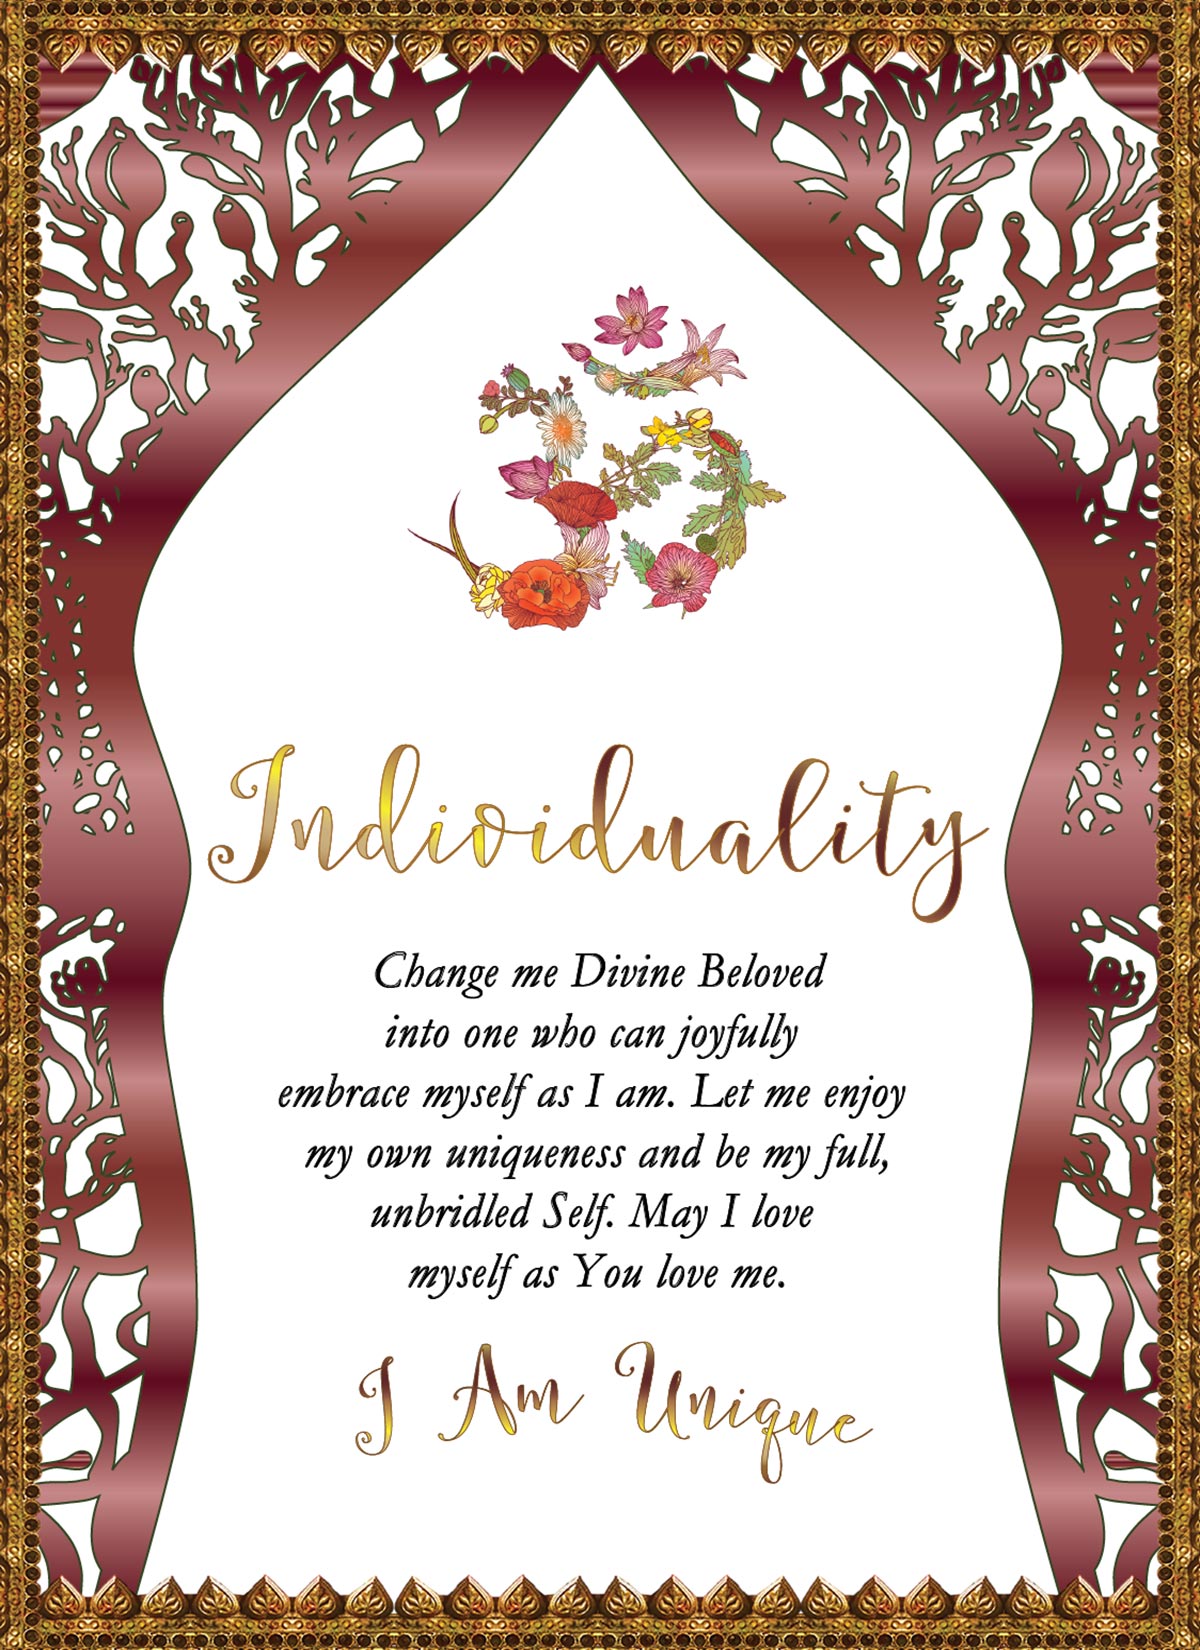 ॐ
Individuality
Change me Divine Beloved
into one who can joyfully
embrace myself as I am. Let me enjoy
my own uniqueness and be my full,
unbridled Self. May I love
myself as You love me.
I Am Unique